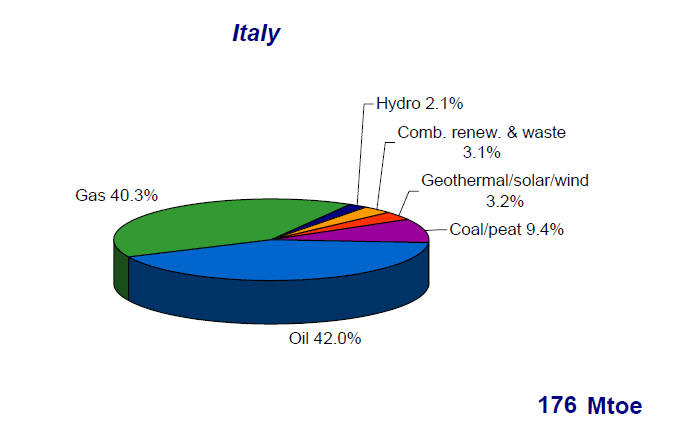 Italy
Hydro 2.1%
Comb. renew. & waste
3.1%
Geothermal/solar/wind
3.2%
Gas 40.3%
Coal/peat 9.4%
Oil 42.0%
176 Mtoe